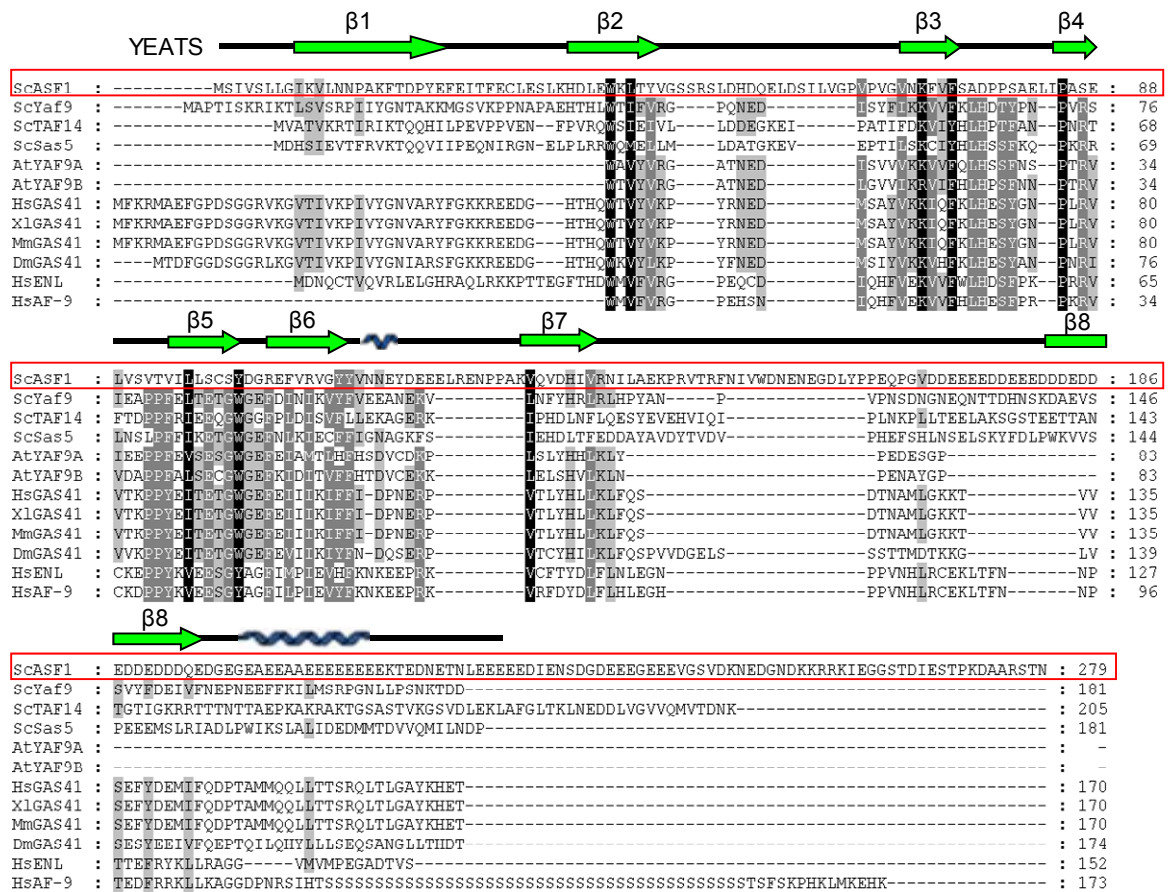 YEATS β1 β2 β3 β4
ScASF1 : ----------MSIVSLLGIKVLNNPAKFTDPYEFEITFECLESLKHDLEWKLTYVGSSRSLDHDQELDSILVGPVPVGVNKFVFSADPPSAELIPASE : 88
ScYaf9 : -------MAPTISKRIKTLSVSRPIIYGNTAKKMGSVKPPNAPAEHTHLWTIFVRG----PQNED---------ISYFIKKVVFKLHDTYPN--PVRS : 76
ScTAF14 : ----------------MVATVKRTIRIKTQQHILPEVPPVEN--FPVRQWSIEIVL--LDDEGKEI--------PATIFDKVIYHLHPTFAN--PNRT : 68
ScSas5 : ----------------MDHSIEVTFRVKTQQVIIPEQNIRGN-ELPLRRWQMELLM--LDATGKEV--------EPTILSKCIYHLHSSFKQ--PKRR : 69
AtYAF9A : -------------------------------------------------WAVYVRG----ATNED---------ISVVVKKVVFQLHSSFNS--PTRV : 34
AtYAF9B : -------------------------------------------------WTVYVRG----ATNED---------LGVVIKRVIFHLHPSFNN--PTRV : 34
HsGAS41 : MFKRMAEFGPDSGGRVKGVTIVKPIVYGNVARYFGKKREEDG---HTHQWTVYVKP----YRNED---------MSAYVKKIQFKLHESYGN--PLRV : 80
XlGAS41 : MFKRMAEFGPDSGGRVKGVTIVKPIVYGNVARYFGKKREEDG---HTHQWTVYVKP----YRNED---------MSAYVKKIQFKLHESYGN--PLRV : 80
MmGAS41 : MFKRMAEFGPDSGGRVKGVTIVKPIVYGNVARYFGKKREEDG---HTHQWTVYVKP----YRNED---------MSAYVKKIQFKLHESYGN--PLRV : 80
DmGAS41 : ----MTDFGGDSGGRLKGVTIVKPIVYGNIARSFGKKREEDG---HTHQWKVYLKP----YFNED---------MSIYVKKVHFKLHESYAN--PNRI : 76
HsENL : ------------------MDNQCTVQVRLELGHRAQLRKKPTTEGFTHDWMVFVRG----PEQCD---------IQHFVEKVVFWLHDSFPK--PRRV : 65
HsAF-9 : -------------------------------------------------WMVFVRG----PEHSN---------IQHFVEKVVFHLHESFPR--PKRV : 34
β5 β6 β7 β8
ScASF1 : LVSVTVILLSCSYDGREFVRVGYYVNNEYDEEELRENPPAKVQVDHIVRNILAEKPRVTRFNIVWDNENEGDLYPPEQPGVDDEEEEDDEEEDDDEDD : 186
ScYaf9 : IEAPPFELTETGWGEFDINIKVYFVEEANEKV---------LNFYHRLRLHPYAN-----P--------------VPNSDNGNEQNTTDHNSKDAEVS : 146
ScTAF14 : FTDPPFRIEEQGWGGFPLDISVFLLEKAGERK---------IPHDLNFLQESYEVEHVIQI--------------PLNKPLLTEELAKSGSTEETTAN : 143
ScSas5 : LNSLPFFIKETGWGEFNLKIECFFIGNAGKFS---------IEHDLTFEDDAYAVDYTVDV--------------PHEFSHLNSELSKYFDLPWKVVS : 144
AtYAF9A : IEEPPFEVSESGWGEFEIAMTLHFHSDVCDRP---------LSLYHHLKLY-------------------------PEDESGP--------------- : 83
AtYAF9B : VDAPPFALSECGWGEFKIDITVFFHTDVCEKK---------LELSHVLKLN-------------------------PENAYGP--------------- : 83
HsGAS41 : VTKPPYEITETGWGEFEIIIKIFFI-DPNERP---------VTLYHLLKLFQS----------------------DTNAMLGKKT-----------VV : 135
XlGAS41 : VTKPPYEITETGWGEFEIIIKIFFI-DPNERP---------VTLYHLLKLFQS----------------------DTNAMLGKKT-----------VV : 135
MmGAS41 : VTKPPYEITETGWGEFEIIIKIFFI-DPNERP---------VTLYHLLKLFQS----------------------DTNAMLGKKT-----------VV : 135
DmGAS41 : VVKPPYEITETGWGEFEVIIKIYFN-DQSERP---------VTCYHILKLFQSPVVDGELS--------------SSTTMDTKKG-----------LV : 139
HsENL : CKEPPYKVEESGYAGFIMPIEVHFKNKEEPRK---------VCFTYDLFLNLEGN--------------------PPVNHLRCEKLTFN-------NP : 127
HsAF-9 : CKDPPYKVEESGYAGFILPIEVYFKNKEEPRK---------VRFDYDLFLHLEGH--------------------PPVNHLRCEKLTFN-------NP : 96
β8
ScASF1 : EDDEDDDQEDGEGEAEEAAEEEEEEEEKTEDNETNLEEEEEDIENSDGDEEEGEEEVGSVDKNEDGNDKKRRKIEGGSTDIESTPKDAARSTN : 279
ScYaf9 : SVYFDEIVFNEPNEEFFKILMSRPGNLLPSNKTDD---------------------------------------------------------- : 181
ScTAF14 : TGTIGKRRTTTNTTAEPKAKRAKTGSASTVKGSVDLEKLAFGLTKLNEDDLVGVVQMVTDNK------------------------------- : 205
ScSas5 : PEEEMSLRIADLPWIKSLALIDEDMMTDVVQMILNDP-------------------------------------------------------- : 181
AtYAF9A : --------------------------------------------------------------------------------------------- : -
AtYAF9B : --------------------------------------------------------------------------------------------- : -
HsGAS41 : SEFYDEMIFQDPTAMMQQLLTTSRQLTLGAYKHET---------------------------------------------------------- : 170
XlGAS41 : SEFYDEMIFQDPTAMMQQLLTTSRQLTLGAYKHET---------------------------------------------------------- : 170
MmGAS41 : SEFYDEMIFQDPTAMMQQLLTTSRQLTLGAYKHET---------------------------------------------------------- : 170
DmGAS41 : SESYEEIVFQEPTQILQHYLLLSEQSANGLLTHDT---------------------------------------------------------- : 174
HsENL : TTEFRYKLLRAGG-----VMVMPEGADTVS--------------------------------------------------------------- : 152
HsAF-9 : TEDFRRKLLKAGGDPNRSIHTSSSSSSSSSSSSSSSSSSSSSSSSSSSSSSSSSSSSSSSSSSTSFSKPHKLMKEHK---------------- : 173